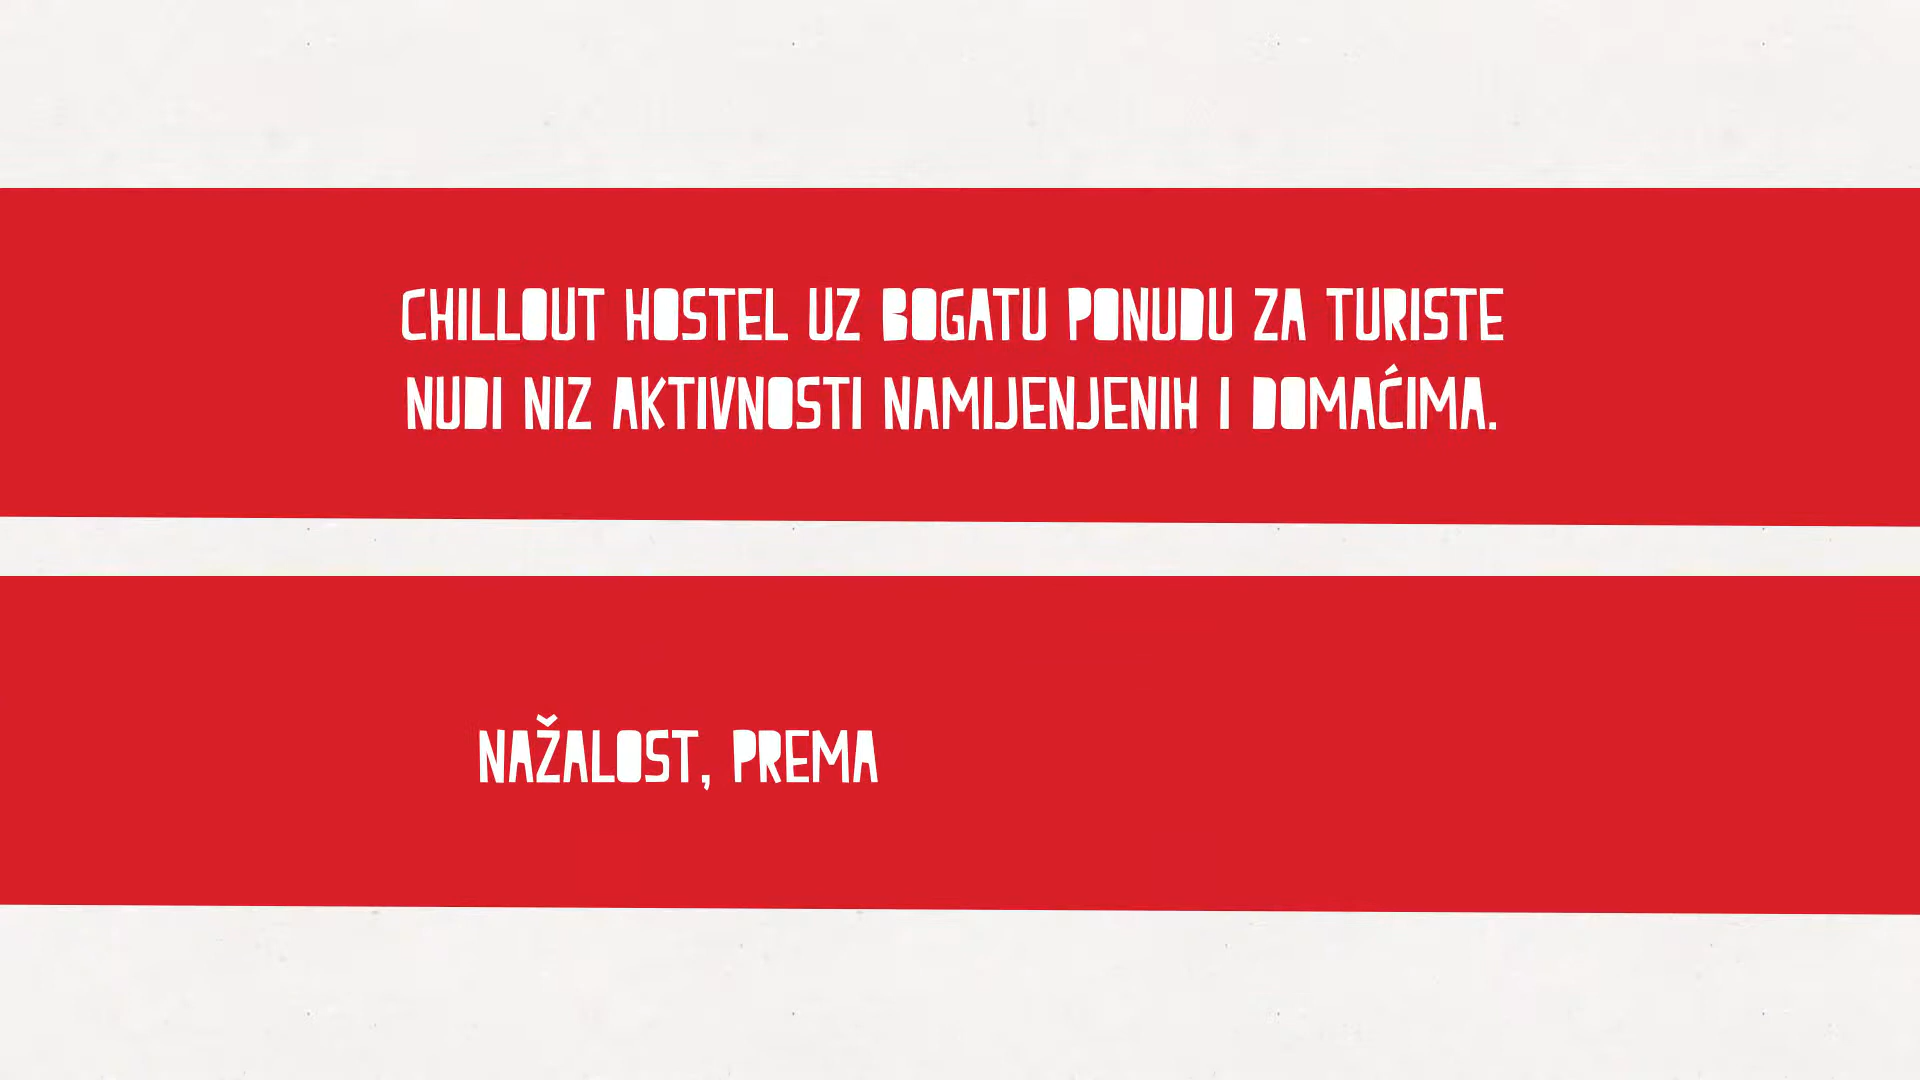 CHILLOUT HOSTEL UZ BOGATU PONUDU ZA TURISTE
NUDI NIZ AKTIVNOSTI NAMIJENJENIH I DOMAĆIMA.
NAŽALOST, PREMA